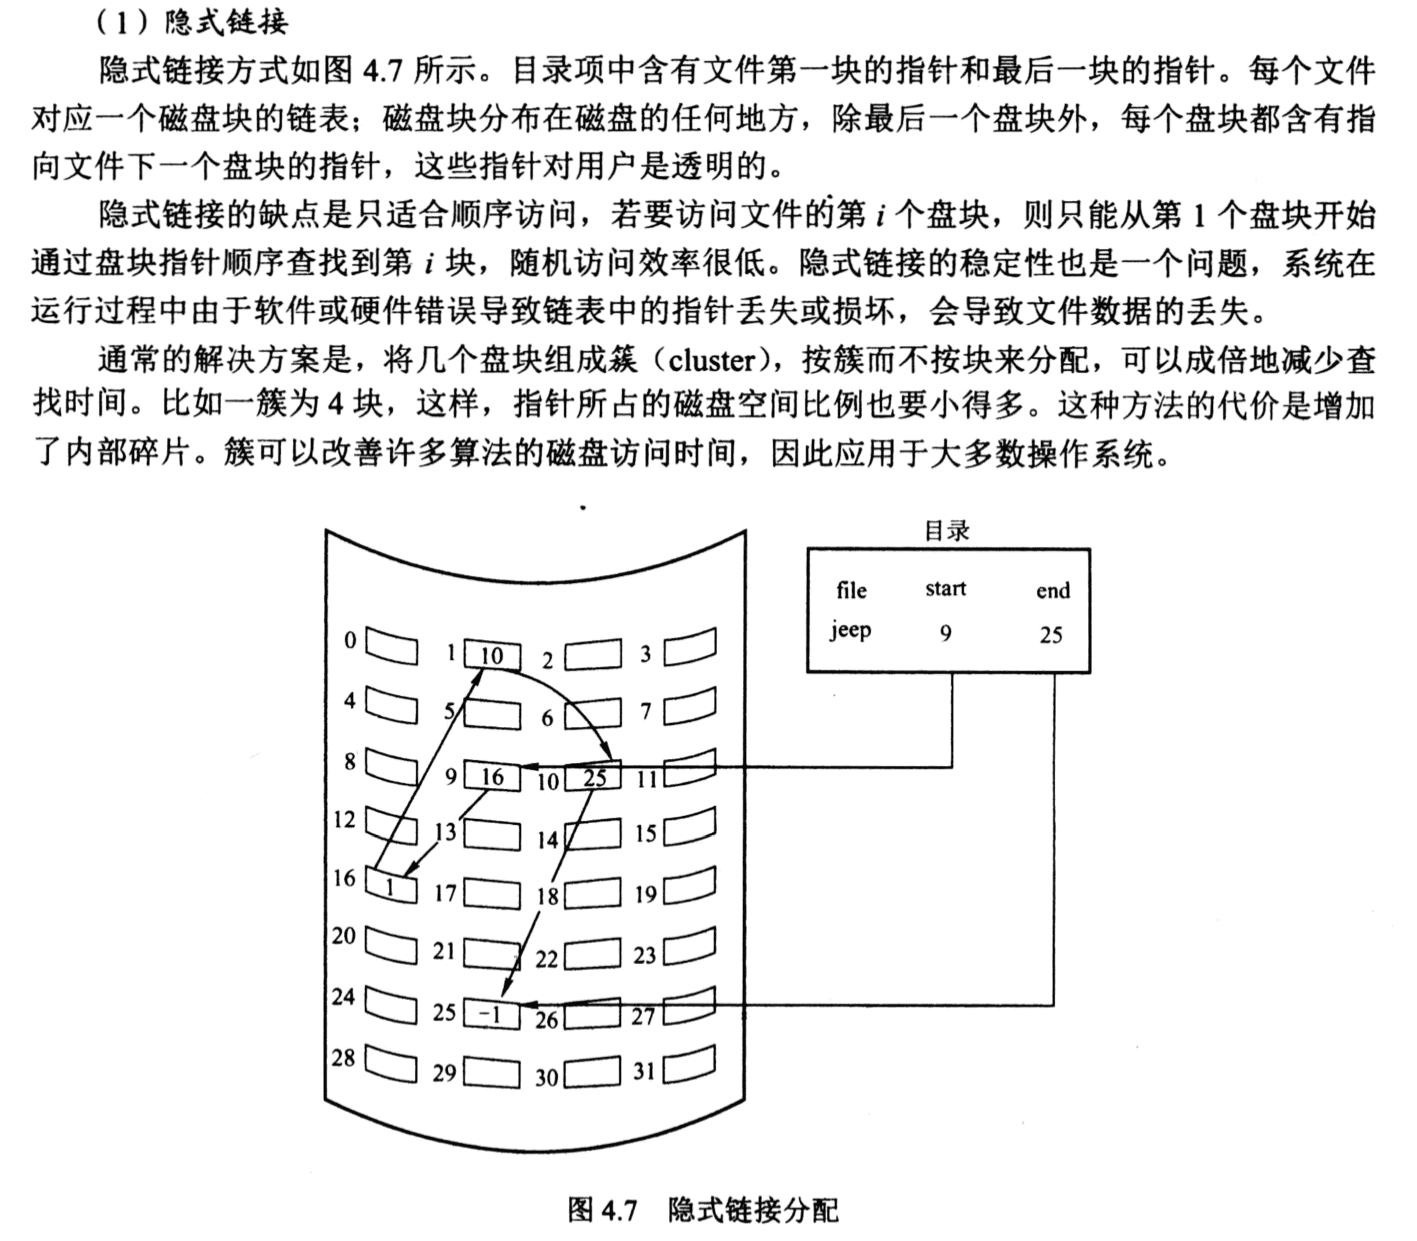 （1）隐式链接
隐式链接方式如图 4.7 所示。目录项中含有文件第一块的指针和最后一块的指针。每个文件
对应一个磁盘块的链表；磁盘块分布在磁盘的任何地方，除最后一个盘块外，每个盘块都含有指
向文件下一个盘块的指针，这些指针对用户是透明的。
隐式链接的缺点是只适合顺序访问，若要访问文件的第 i 个盘块，则只能从第 1 个盘块开始
通过盘块指针顺序查找到第 i 块，随机访问效率很低。隐式链接的稳定性也是一个问题，系统在
运行过程中由于软件或硬件错误导致链表中的指针丢失或损坏，会导致文件数据的丢失。
通常的解决方案是，将几个盘块组成簇（cluster），按簇而不按块来分配，可以成倍地减少查
找时间。比如一簇为 4 块，这样，指针所占的磁盘空间比例也要小得多。这种方法的代价是增加
了内部碎片。簇可以改善许多算法的磁盘访问时间，因此应用于大多数操作系统。
目录
file start end
jeep 9 25
0 1 10 2 3
4 5 6 7
8 9 16 10 25 11
12 13 14 15
16 1 17 18 19
20 21 22 23
24 25 -1 26 27
28 29 30 31
图 4.7 隐式链接分配